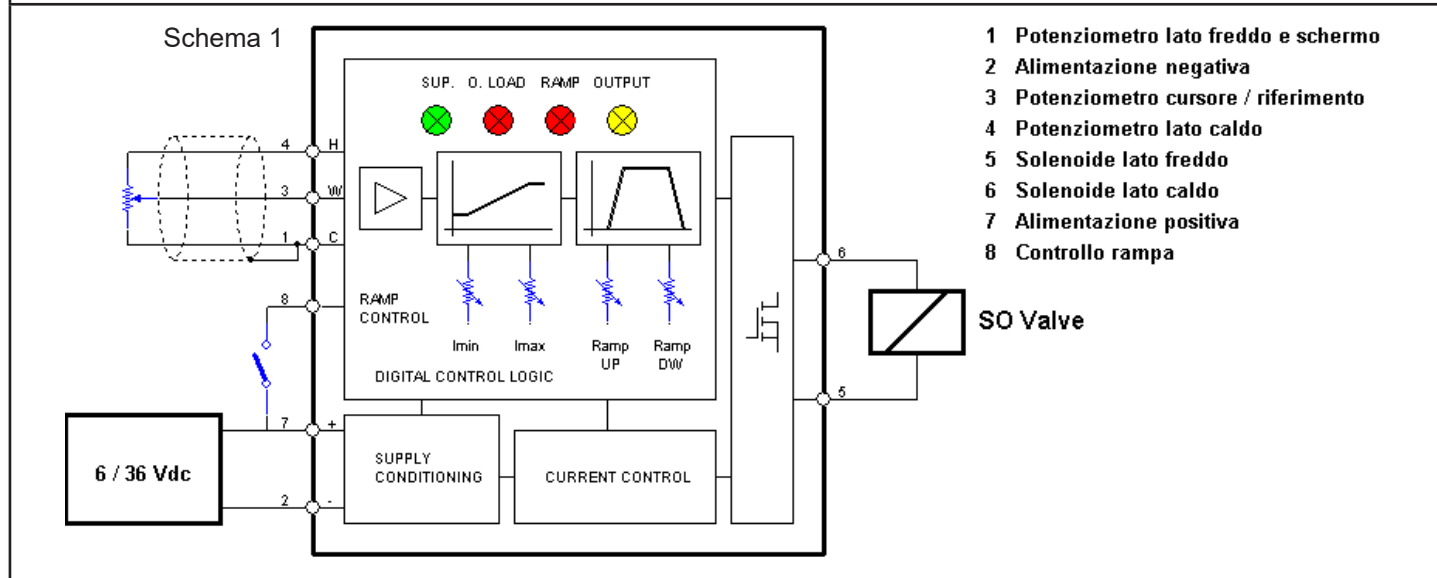 Schema 1
SUP. O. LOAD RAMP OUTPUT
4 H
3 W
1 C
8 RAMP
CONTROL
Imin Imax Ramp UP Ramp DW
DIGITAL CONTROL LOGIC
7 +
2 -
6 / 36 Vdc
SUPPLY
CONDITIONING
CURRENT CONTROL
6
5
SO Valve
1 Potenziometro lato freddo e schermo
2 Alimentazione negativa
3 Potenziometro cursore / riferimento
4 Potenziometro lato caldo
5 Solenoide lato freddo
6 Solenoide lato caldo
7 Alimentazione positiva
8 Controllo rampa